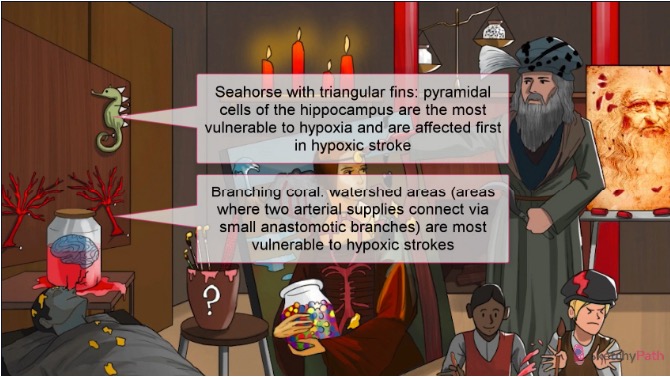 Seahorse with triangular fins: pyramidal
cells of the hippocampus are the most
vulnerable to hypoxia and are affected first
in hypoxic stroke
Branching coral: watershed areas (areas
where two arterial supplies connect via
small anastomotic branches) are most
vulnerable to hypoxic strokes
?
SketchyPath